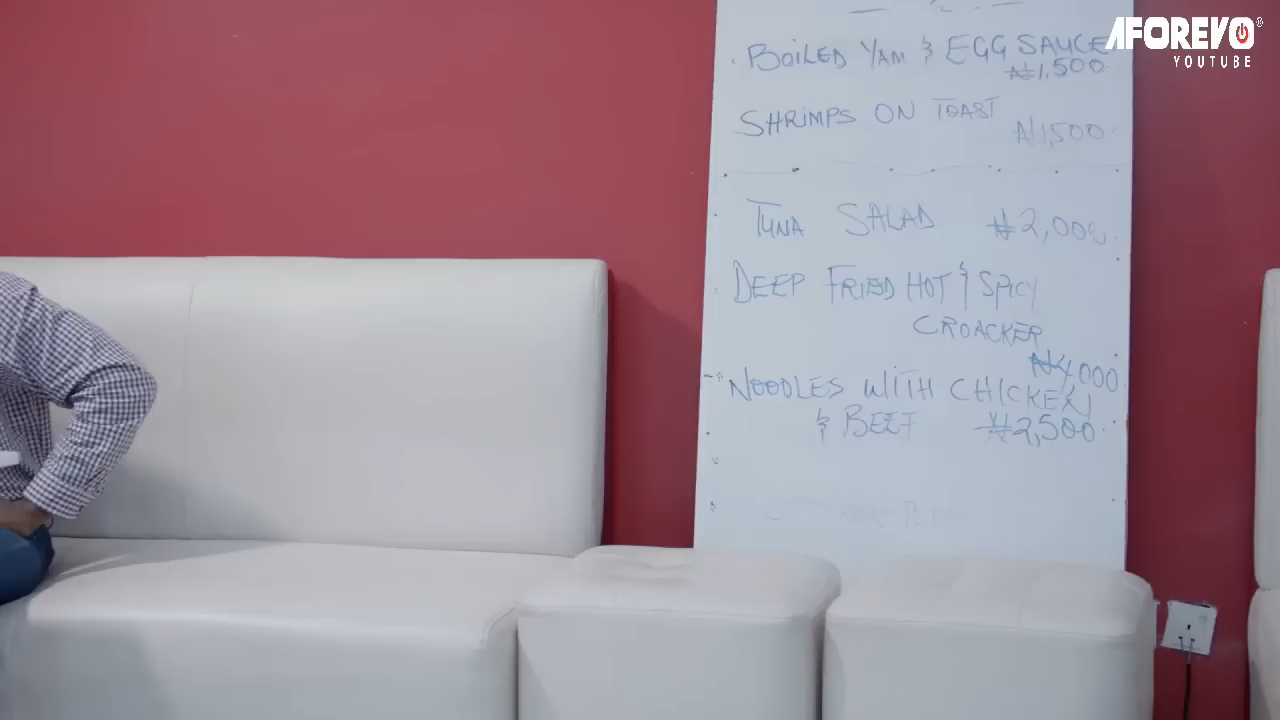 AFOREVO
YOUTUBE
BOILED YAM & EGG SAUCE
₦1,500
SHRIMPS ON TOAST
₦1,500
TUNA SALAD ₦2,000
DEEP FRIED HOT & SPICY
CROACKER
₦4,000
NOODLES WITH CHICKEN
& BEEF ₦2,500